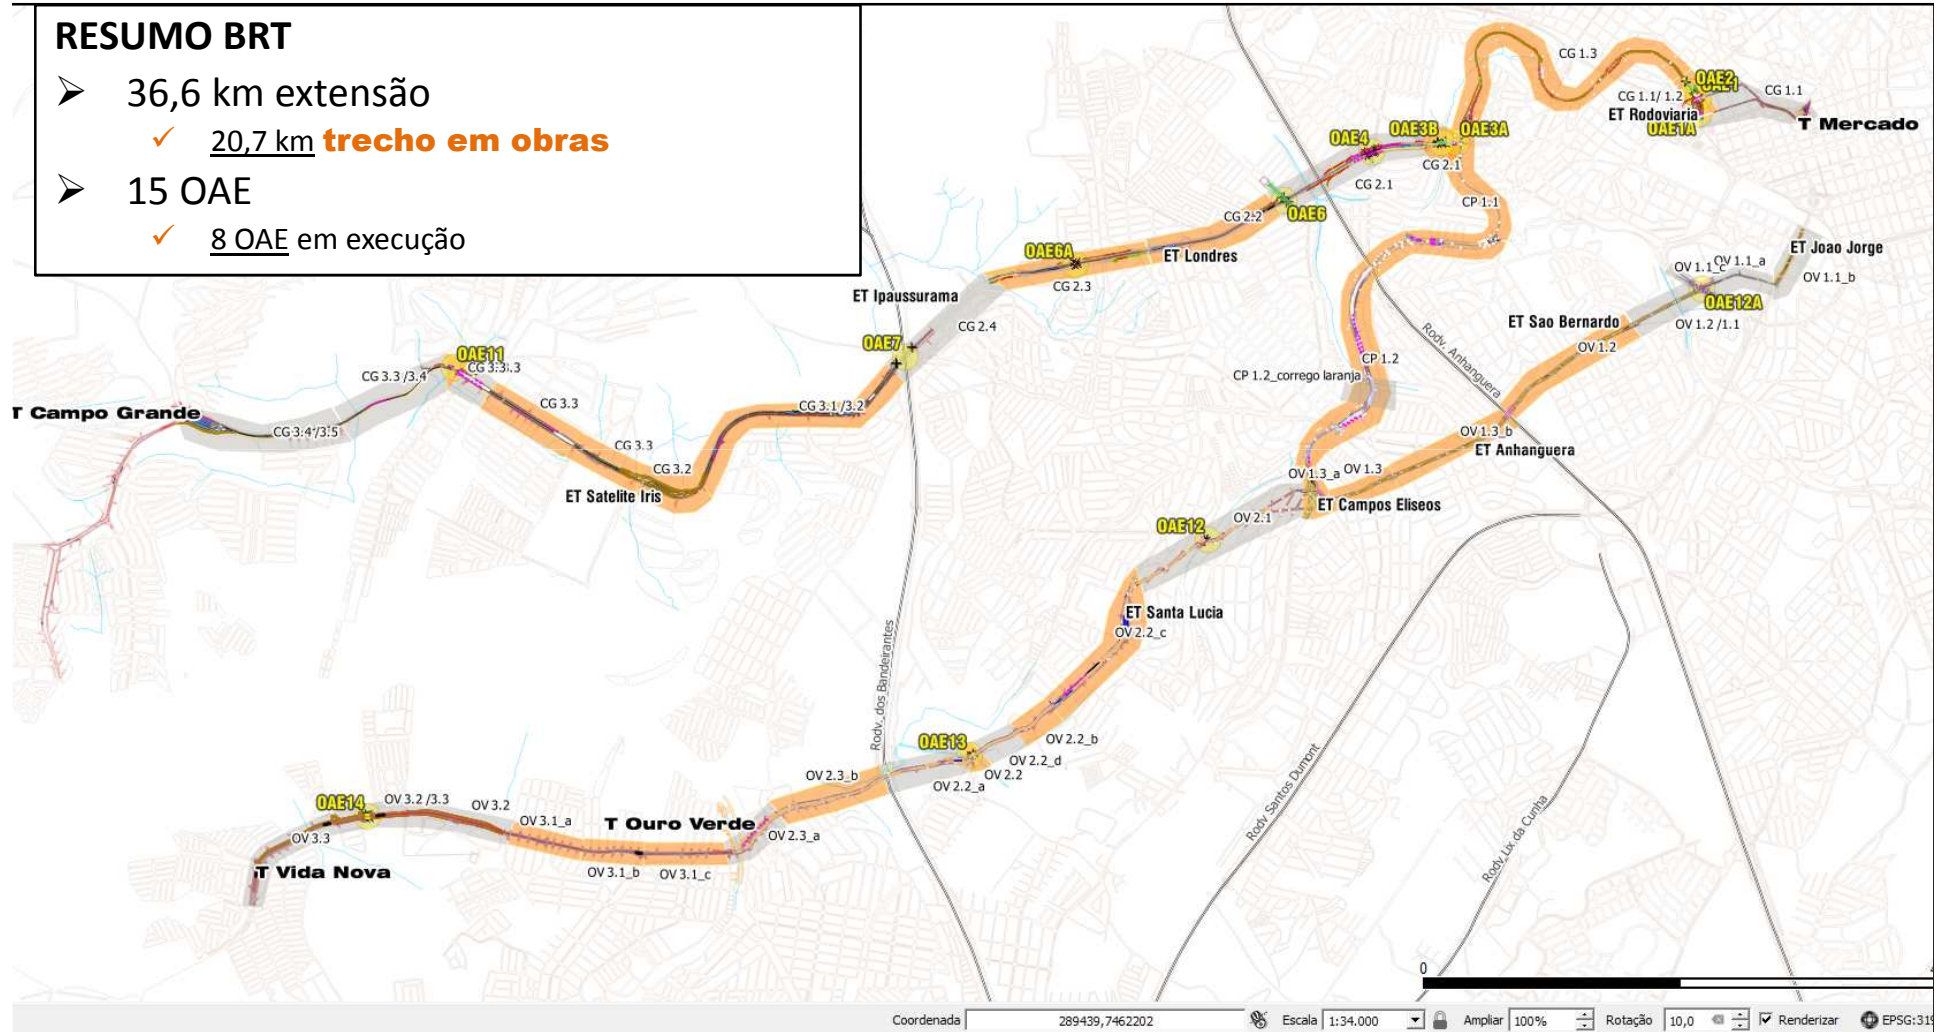 RESUMO BRT
➢ 36,6 km extensão
✓ 20,7 km trecho em obras
➢ 15 OAE
✓ 8 OAE em execução
CG 1.3
OAE2
CG 1.1
CG 1.1/ 1.2
ET Rodoviaria
OAE1A
T Mercado
OAE3B
OAE3A
OAE4
CG 2.1
CG 2.1
CP 1.1
CG 2.2
OAE6
OAE6A
ET Londres
CG 2.3
ET Joao Jorge
OV 1.1_c
OV 1.1_a
OV 1.1_b
OAE12A
ET Ipaussurama
CG 2.4
ET Sao Bernardo
OV 1.2 /1.1
OV 1.2
Rodv. Anhanguera
OAE7
OAE11
CG 3.3 /3.4
CP 1.2
CP 1.2_corrego laranja
CG 3.3
CG 3.1 /3.2
T Campo Grande
CG 3.4 /3.5
CG 3.3
CG 3.2
ET Satelite Iris
OV 1.3_b
ET Anhanguera
OV 1.3_a
OV 1.3
ET Campos Eliseos
OV 2.1
OAE12
ET Santa Lucia
OV 2.2_c
Rodv. dos Bandeirantes
OAE13
OV 2.2_b
OV 2.2_d
OV 2.2
OV 2.2_a
OV 2.3_b
Rodv Santos Dumont
Rodv. Lix da Cunha
OAE14
OV 3.2 /3.3
OV 3.2
OV 3.1_a
T Ouro Verde
OV 2.3_a
OV 3.3
T Vida Nova
OV 3.1_b
OV 3.1_c
0
Coordenada 289439,7462202 Escala 1:34.000 Ampliar 100% Rotação 10,0 Renderizar EPSG:319